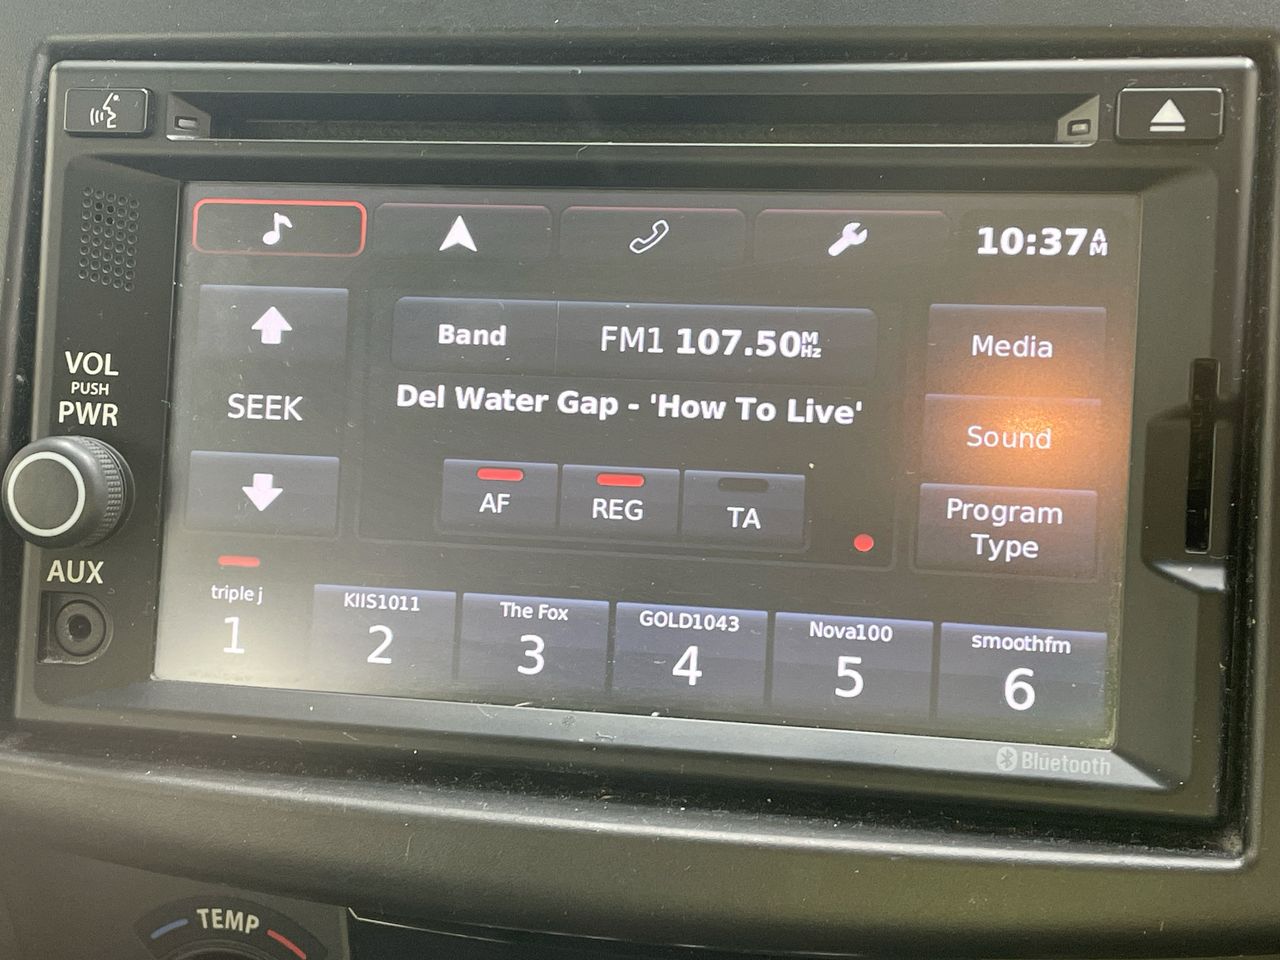 10:37AM
VOL
PUSH
PWR
AUX
SEEK
Band
FM1 107.50MHz
Del Water Gap - 'How To Live'
AF
REG
TA
Media
Sound
Program
Type
triple j
1
KIIS1011
2
The Fox
3
GOLD1043
4
Nova100
5
smoothfm
6
Bluetooth
TEMP